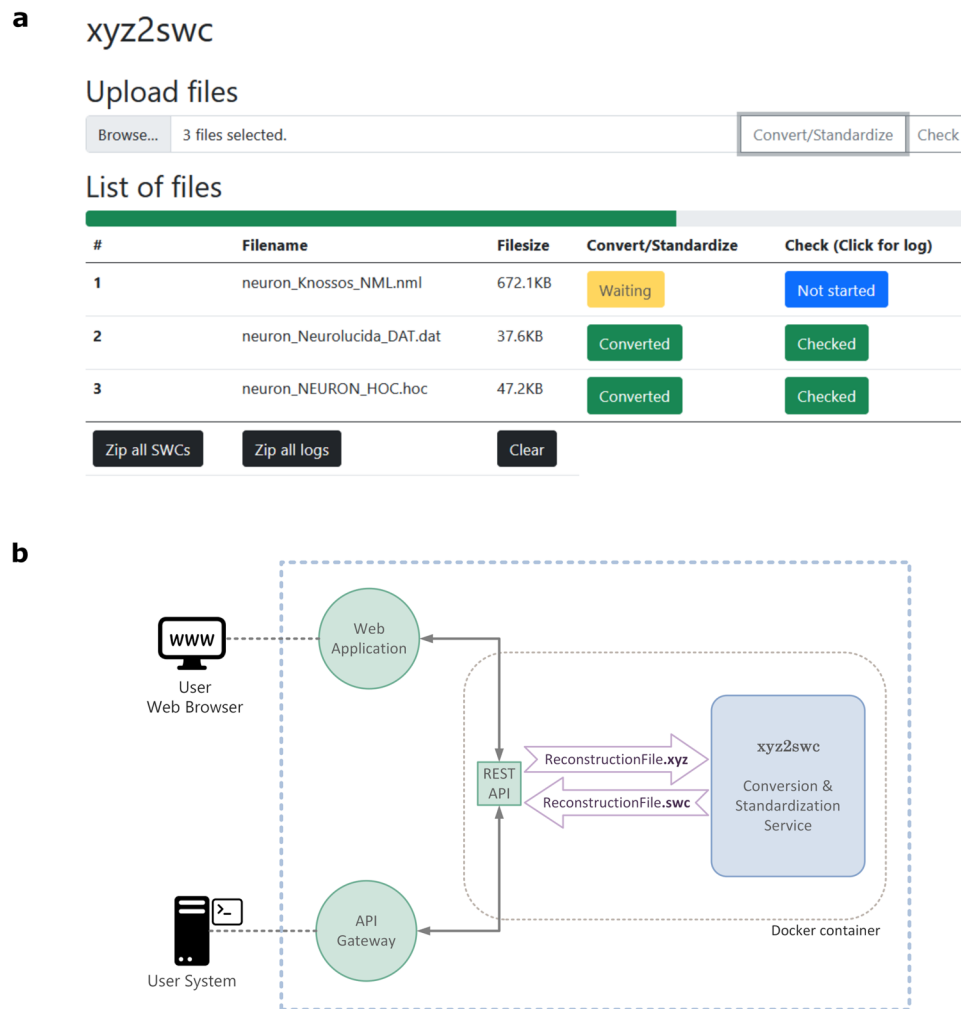 a
xyz2swc
Upload files
Browse... 3 files selected. Convert/Standardize Check
List of files
# Filename Filesize Convert/Standardize Check (Click for log)
1 neuron_Knossos_NML.nml 672.1KB Waiting Not started
2 neuron_Neurolucida_DAT.dat 37.6KB Converted Checked
3 neuron_NEURON_HOC.hoc 47.2KB Converted Checked
Zip all SWCs Zip all logs Clear
b
WWW
User
Web Browser
Web
Application
REST
API
ReconstructionFile.xyz
ReconstructionFile.swc
xyz2swc
Conversion &
Standardization
Service
API
Gateway
>_
User System
Docker container